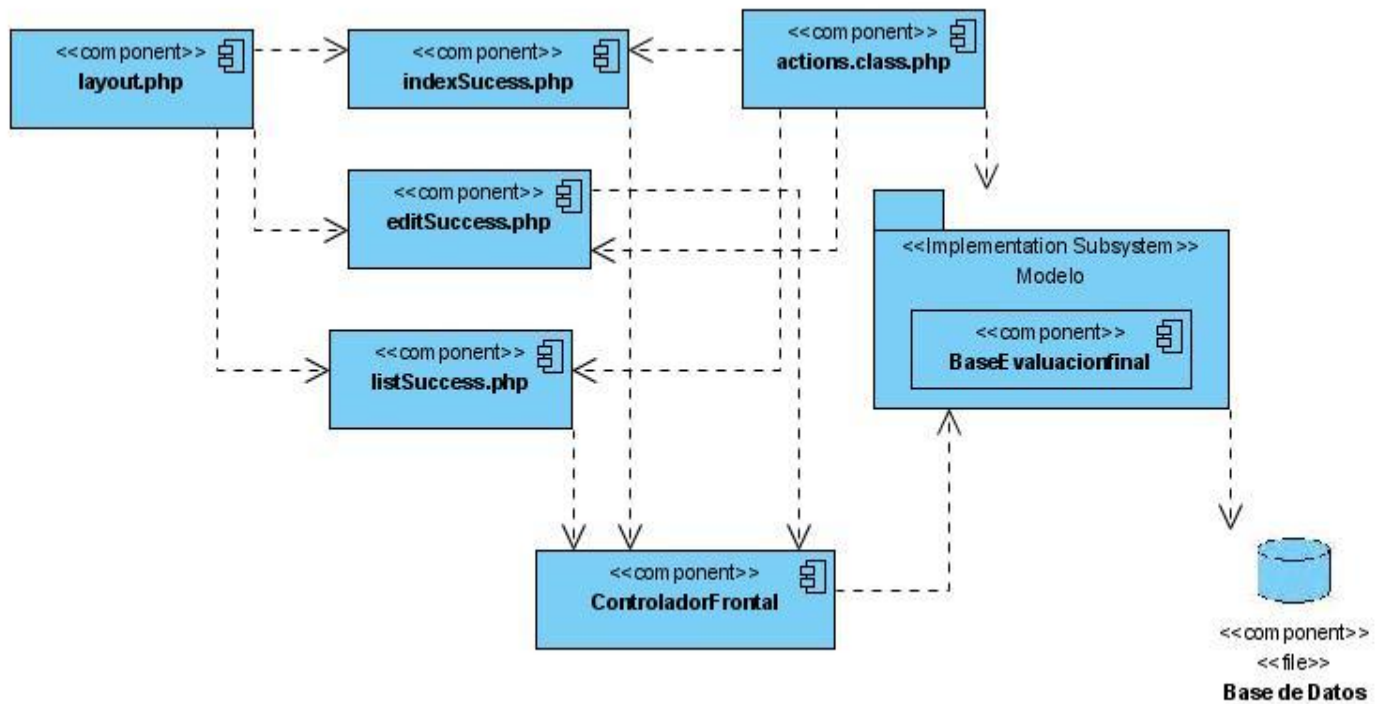 <<component>>
layout.php
<<component>>
indexSucess.php
<<component>>
actions.class.php
<<component>>
editSuccess.php
<<Implementation Subsystem>>
Modelo
<<component>>
BaseEvaluacionfinal
<<component>>
listSuccess.php
<<component>>
ControladorFrontal
<<component>>
<<file>>
Base de Datos